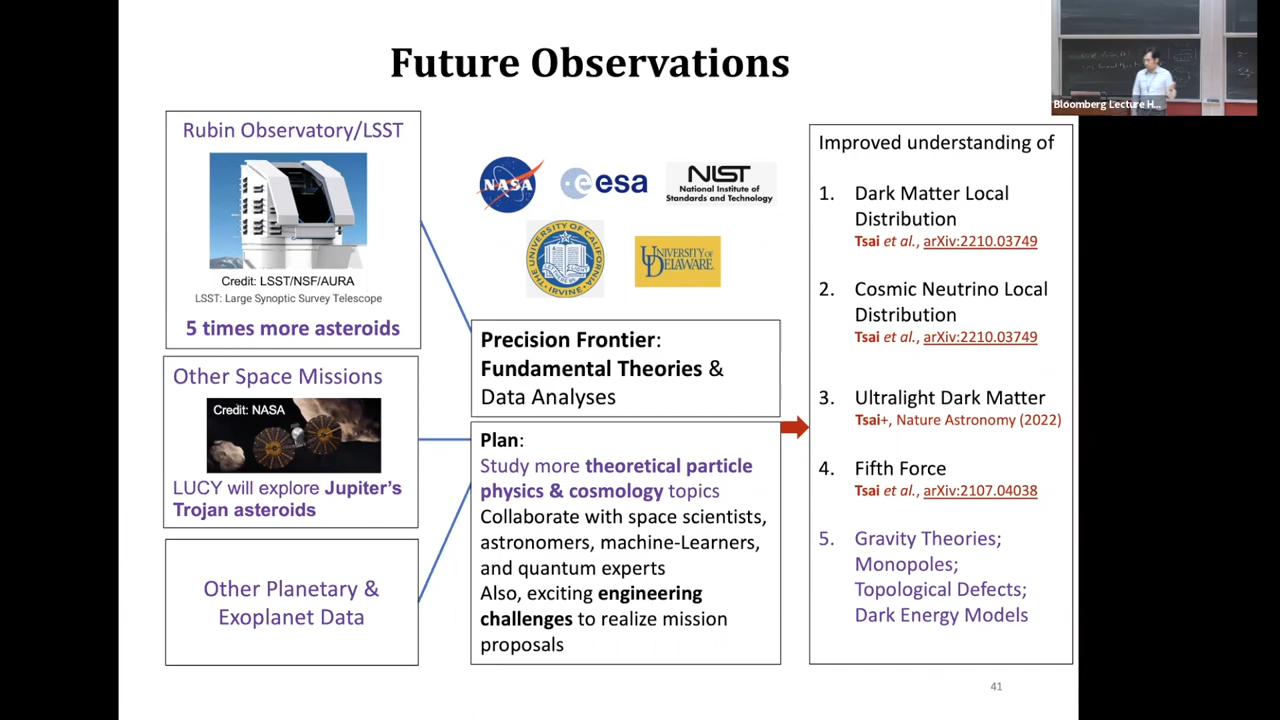 Future Observations
Bloomberg Lecture H...
Rubin Observatory/LSST
Credit: LSST/NSF/AURA
LSST: Large Synoptic Survey Telescope
5 times more asteroids
Other Space Missions
Credit: NASA
LUCY will explore Jupiter's
Trojan asteroids
Other Planetary &
Exoplanet Data
NASA
esa
NIST
National Institute of
Standards and Technology
THE UNIVERSITY OF CALIFORNIA
IRVINE
UNIVERSITY OF
DELAWARE
Precision Frontier:
Fundamental Theories &
Data Analyses
Plan:
Study more theoretical particle
physics & cosmology topics
Collaborate with space scientists,
astronomers, machine-Learners,
and quantum experts
Also, exciting engineering
challenges to realize mission
proposals
Improved understanding of
1. Dark Matter Local
Distribution
Tsai et al., arXiv:2210.03749
2. Cosmic Neutrino Local
Distribution
Tsai et al., arXiv:2210.03749
3. Ultralight Dark Matter
Tsai+, Nature Astronomy (2022)
4. Fifth Force
Tsai et al., arXiv:2107.04038
5. Gravity Theories;
Monopoles;
Topological Defects;
Dark Energy Models
41